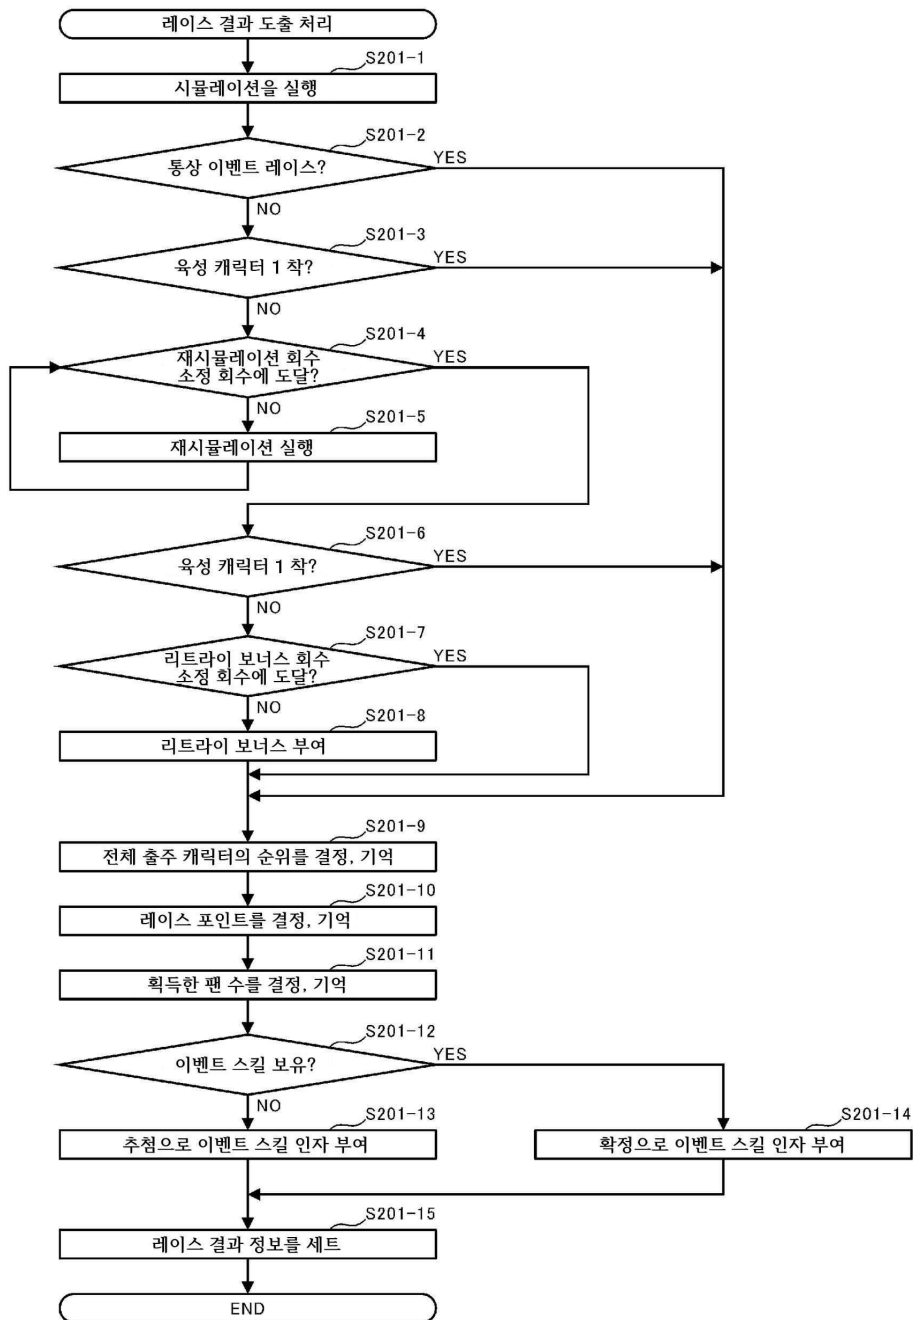 레이스 결과 도출 처리
S201-1
시뮬레이션을 실행
S201-2
통상 이벤트 레이스?
YES
NO
S201-3
육성 캐릭터 1 착?
YES
NO
S201-4
재시뮬레이션 회수
소정 회수에 도달?
YES
NO
S201-5
재시뮬레이션 실행
S201-6
육성 캐릭터 1 착?
YES
NO
S201-7
리트라이 보너스 회수
소정 회수에 도달?
YES
NO
S201-8
리트라이 보너스 부여
S201-9
전체 출주 캐릭터의 순위를 결정, 기억
S201-10
레이스 포인트를 결정, 기억
S201-11
획득한 팬 수를 결정, 기억
S201-12
이벤트 스킬 보유?
YES
NO
S201-13
추첨으로 이벤트 스킬 인자 부여
S201-14
확정으로 이벤트 스킬 인자 부여
S201-15
레이스 결과 정보를 세트
END